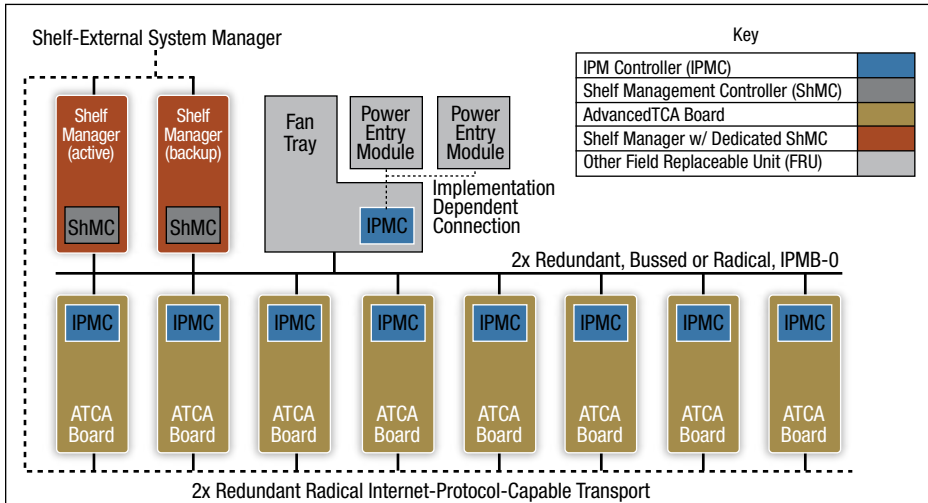 Shelf-External System Manager
Key
IPM Controller (IPMC)
Shelf Management Controller (ShMC)
AdvancedTCA Board
Shelf Manager w/ Dedicated ShMC
Other Field Replaceable Unit (FRU)
Shelf
Manager
(active)
ShMC
Shelf
Manager
(backup)
ShMC
Fan
Tray
Power
Entry
Module
Power
Entry
Module
Implementation
Dependent
Connection
IPMC
2x Redundant, Bussed or Radical, IPMB-0
IPMC
IPMC
IPMC
IPMC
IPMC
IPMC
IPMC
IPMC
ATCA
Board
ATCA
Board
ATCA
Board
ATCA
Board
ATCA
Board
ATCA
Board
ATCA
Board
ATCA
Board
2x Redundant Radical Internet-Protocol-Capable Transport